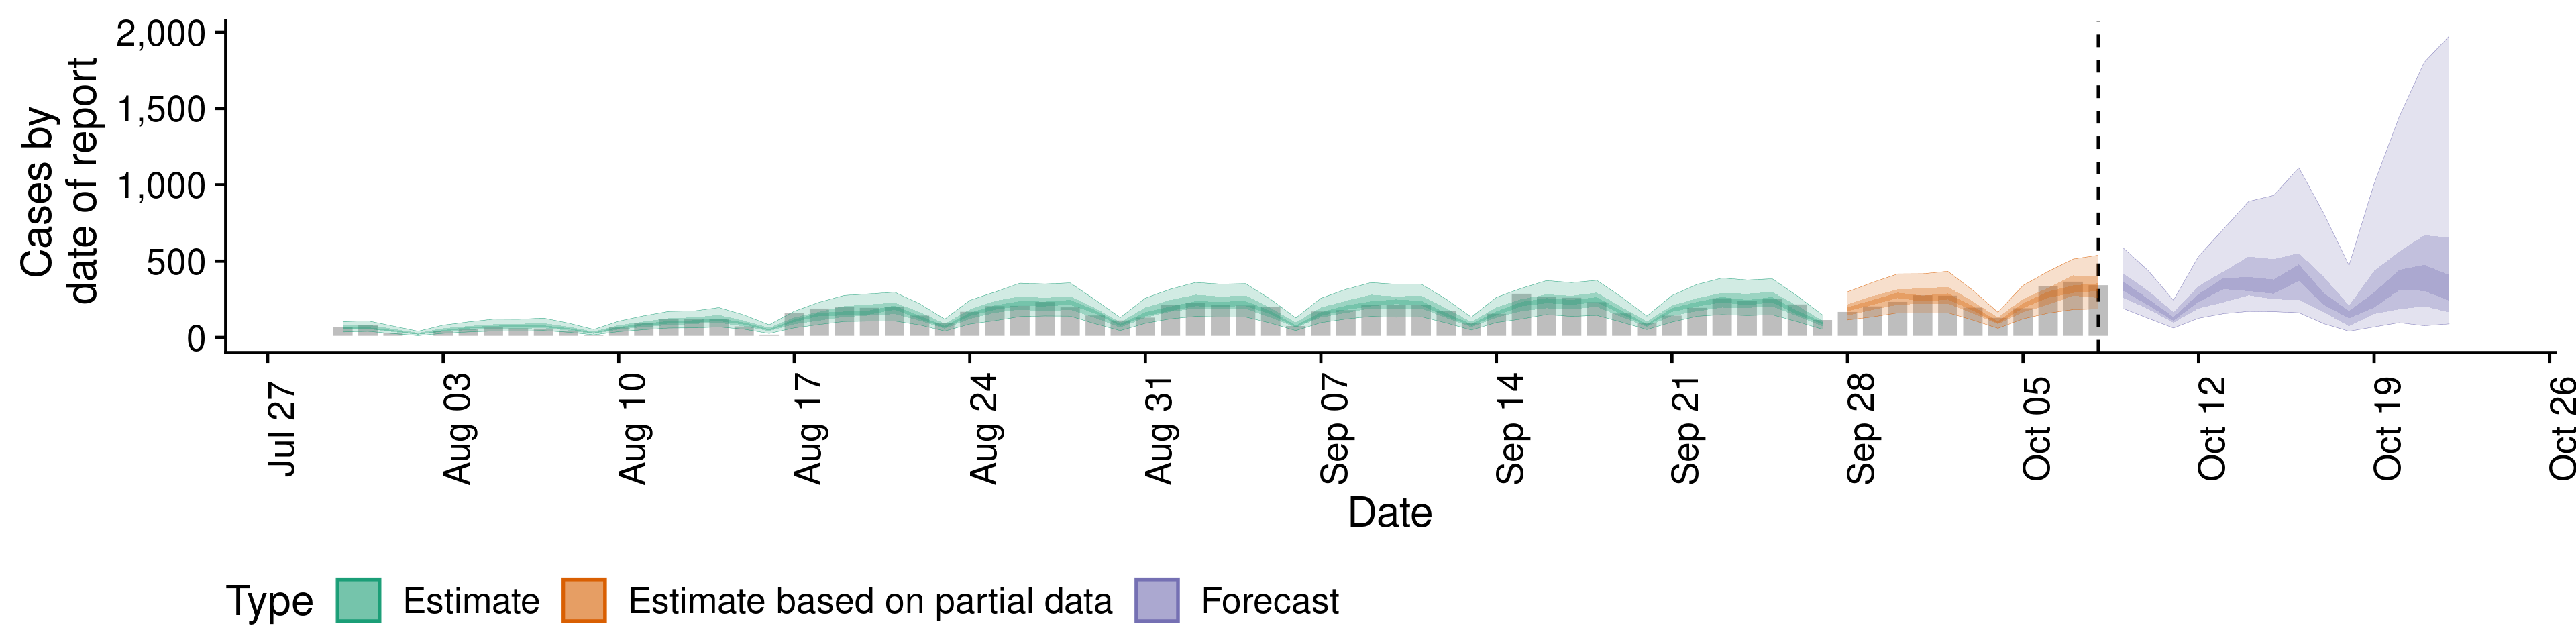 Cases by
date of report
2,000
1,500
1,000
500
0
Jul 27
Aug 03
Aug 10
Aug 17
Aug 24
Aug 31
Sep 07
Sep 14
Sep 21
Sep 28
Oct 05
Oct 12
Oct 19
Oct 26
Date
Type
Estimate
Estimate based on partial data
Forecast